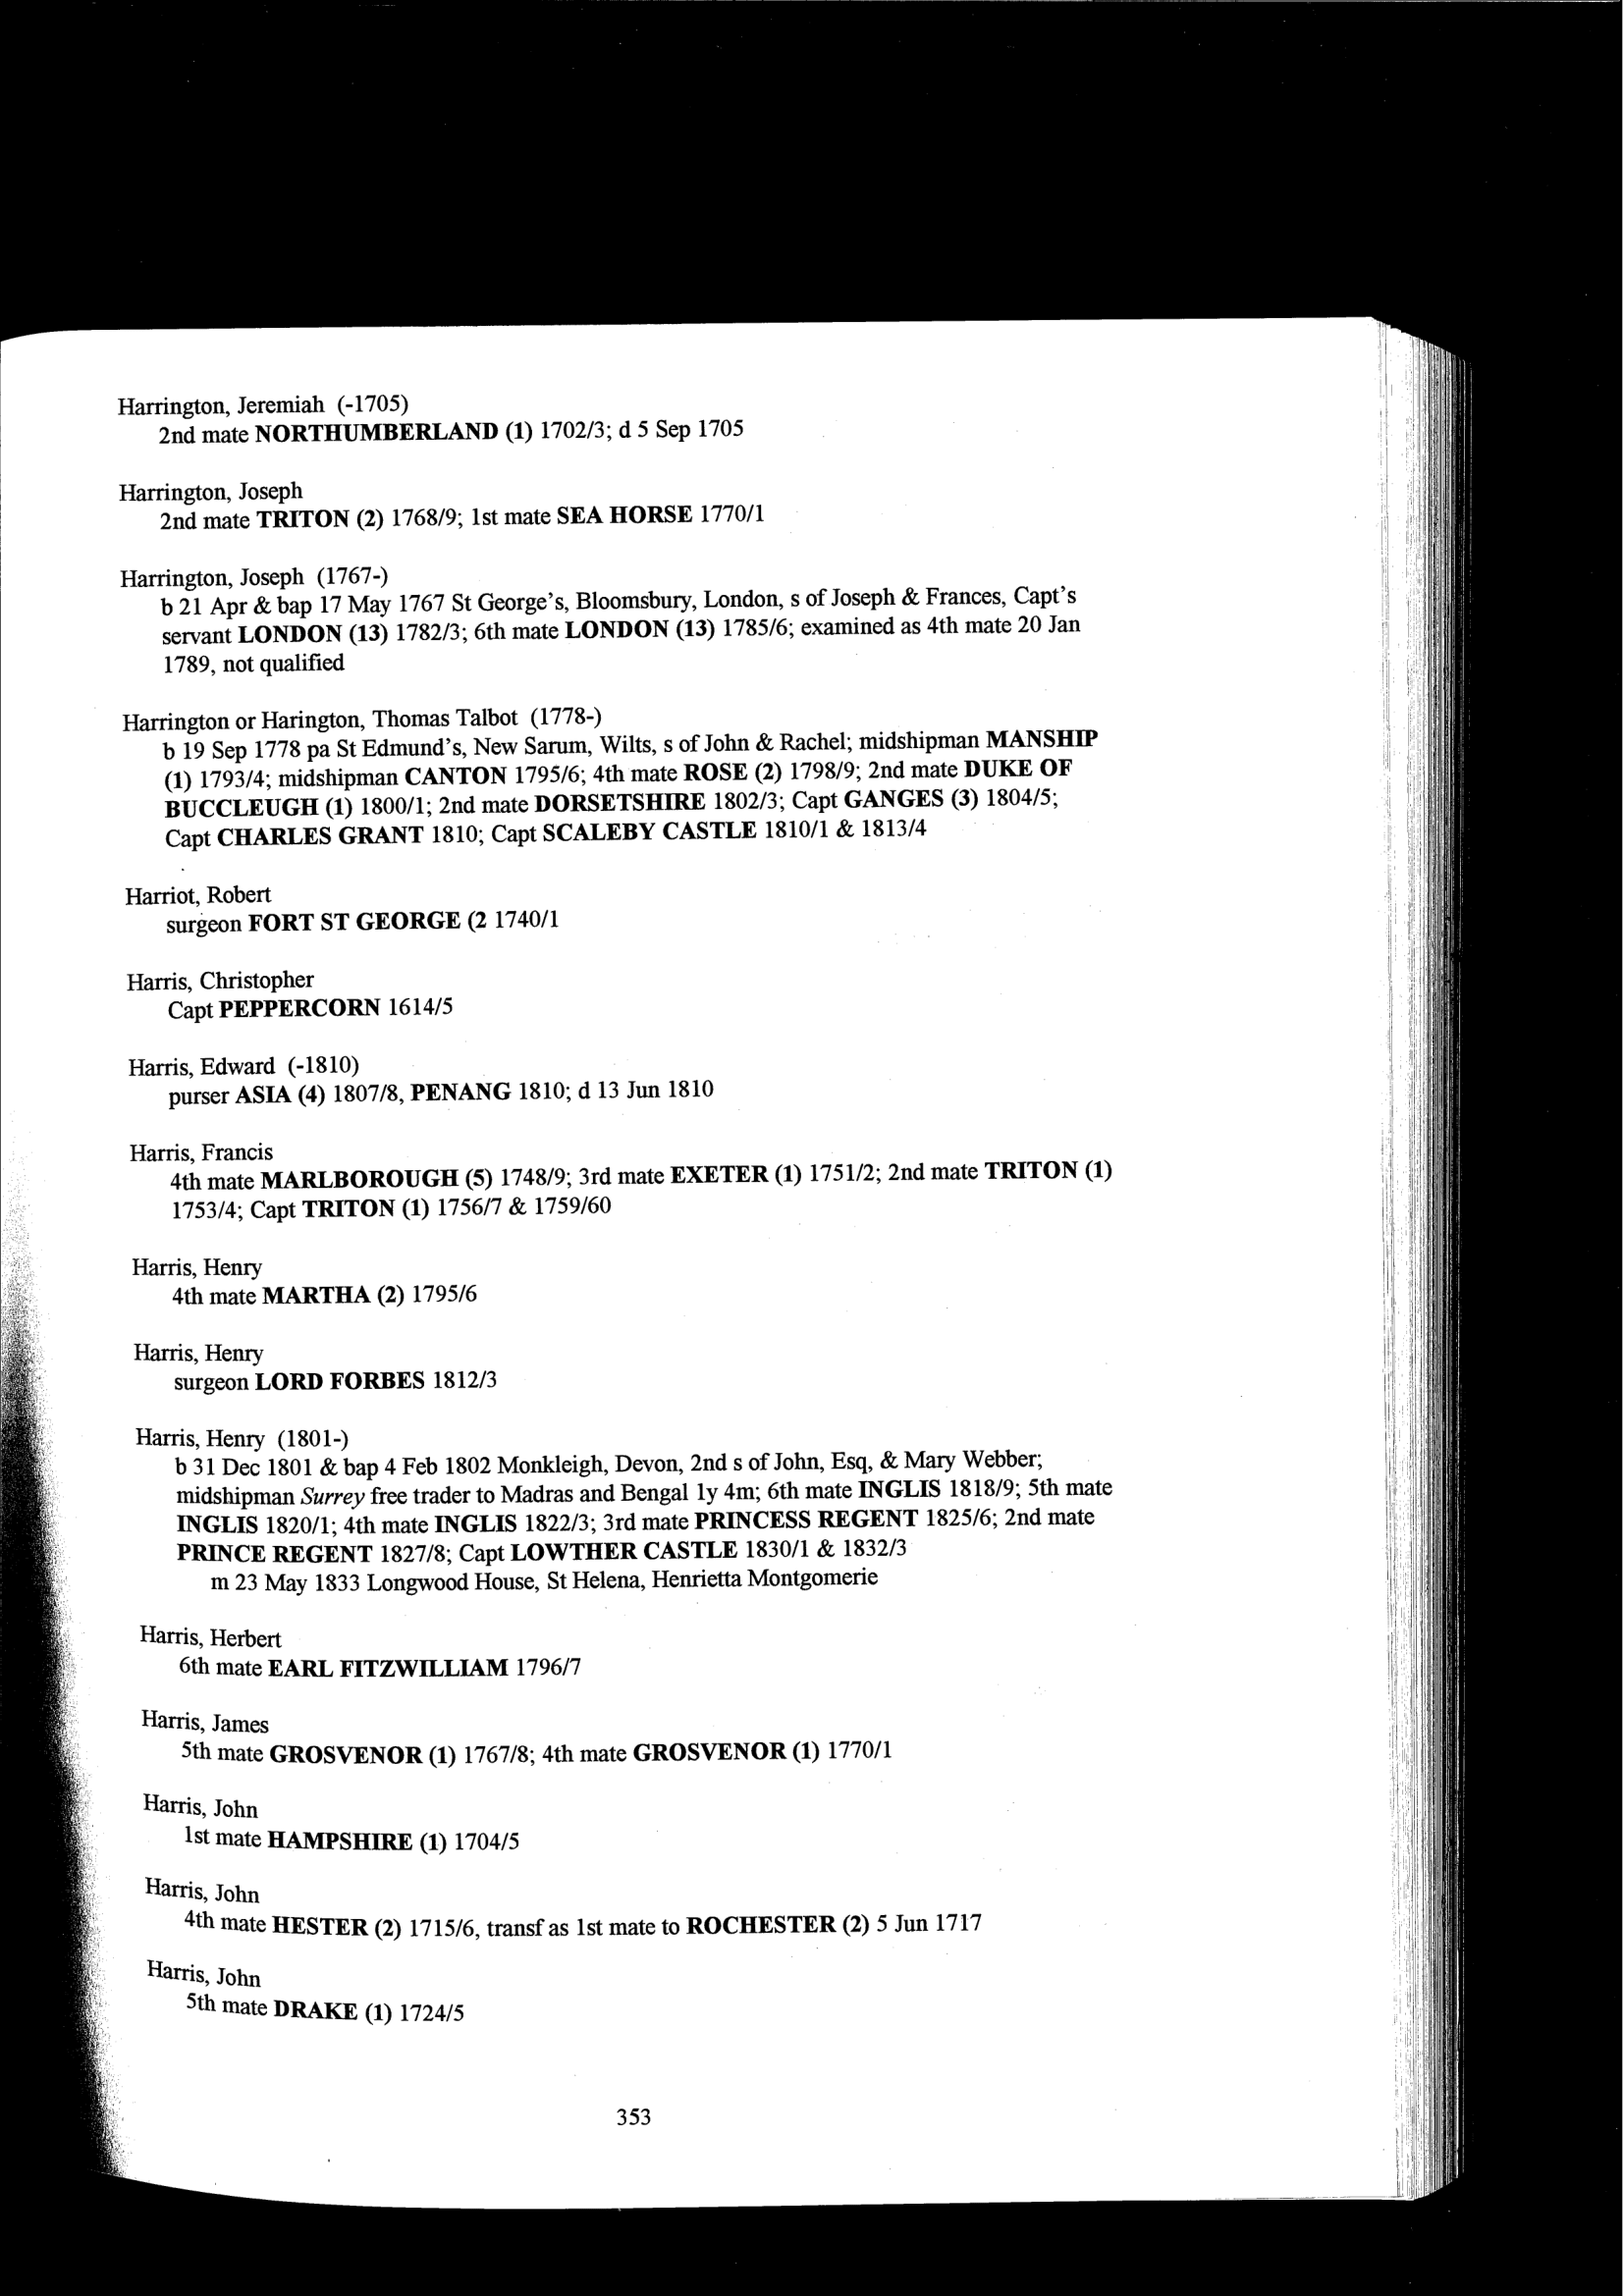 Harrington, Jeremiah (-1705)
2nd mate NORTHUMBERLAND (1) 1702/3; d 5 Sep 1705
Harrington, Joseph
2nd mate TRITON (2) 1768/9; 1st mate SEA HORSE 1770/1
Harrington, Joseph (1767-)
b 21 Apr & bap 17 May 1767 St George's, Bloomsbury, London, s of Joseph & Frances, Capt's
servant LONDON (13) 1782/3; 6th mate LONDON (13) 1785/6; examined as 4th mate 20 Jan
1789, not qualified
Harrington or Harington, Thomas Talbot (1778-)
b 19 Sep 1778 pa St Edmund's, New Sarum, Wilts, s of John & Rachel; midshipman MANSHIP
(1) 1793/4; midshipman CANTON 1795/6; 4th mate ROSE (2) 1798/9; 2nd mate DUKE OF
BUCCLEUGH (1) 1800/1; 2nd mate DORSETSHIRE 1802/3; Capt GANGES (3) 1804/5;
Capt CHARLES GRANT 1810; Capt SCALEBY CASTLE 1810/1 & 1813/4
Harriot, Robert
surgeon FORT ST GEORGE (2 1740/1
Harris, Christopher
Capt PEPPERCORN 1614/5
Harris, Edward (-1810)
purser ASIA (4) 1807/8, PENANG 1810; d 13 Jun 1810
Harris, Francis
4th mate MARLBOROUGH (5) 1748/9; 3rd mate EXETER (1) 1751/2; 2nd mate TRITON (1)
1753/4; Capt TRITON (1) 1756/7 & 1759/60
Harris, Henry
4th mate MARTHA (2) 1795/6
Harris, Henry
surgeon LORD FORBES 1812/3
Harris, Henry (1801-)
b 31 Dec 1801 & bap 4 Feb 1802 Monkleigh, Devon, 2nd s of John, Esq, & Mary Webber;
midshipman Surrey free trader to Madras and Bengal 1y 4m; 6th mate INGLIS 1818/9; 5th mate
INGLIS 1820/1; 4th mate INGLIS 1822/3; 3rd mate PRINCESS REGENT 1825/6; 2nd mate
PRINCE REGENT 1827/8; Capt LOWTHER CASTLE 1830/1 & 1832/3
m 23 May 1833 Longwood House, St Helena, Henrietta Montgomerie
Harris, Herbert
6th mate EARL FITZWILLIAM 1796/7
Harris, James
5th mate GROSVENOR (1) 1767/8; 4th mate GROSVENOR (1) 1770/1
Harris, John
1st mate HAMPSHIRE (1) 1704/5
Harris, John
4th mate HESTER (2) 1715/6, transf as 1st mate to ROCHESTER (2) 5 Jun 1717
Harris, John
5th mate DRAKE (1) 1724/5
353